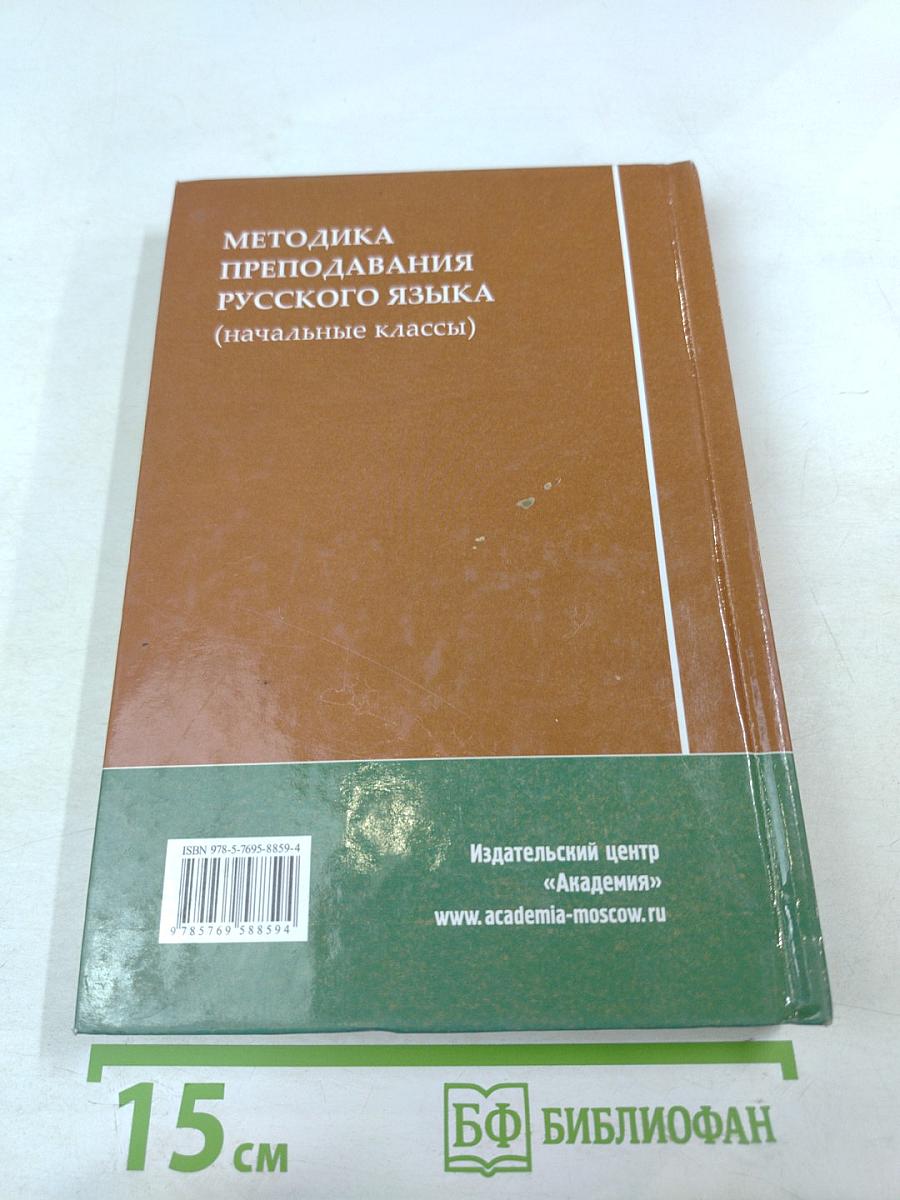 МЕТОДИКА
ПРЕПОДАВАНИЯ
РУССКОГО ЯЗЫКА
(начальные классы)
ISBN 978-5-7695-8859-4
9 785769 588594
Издательский центр
«Академия»
www.academia-moscow.ru
15 см
БФ БИБЛИОФАН